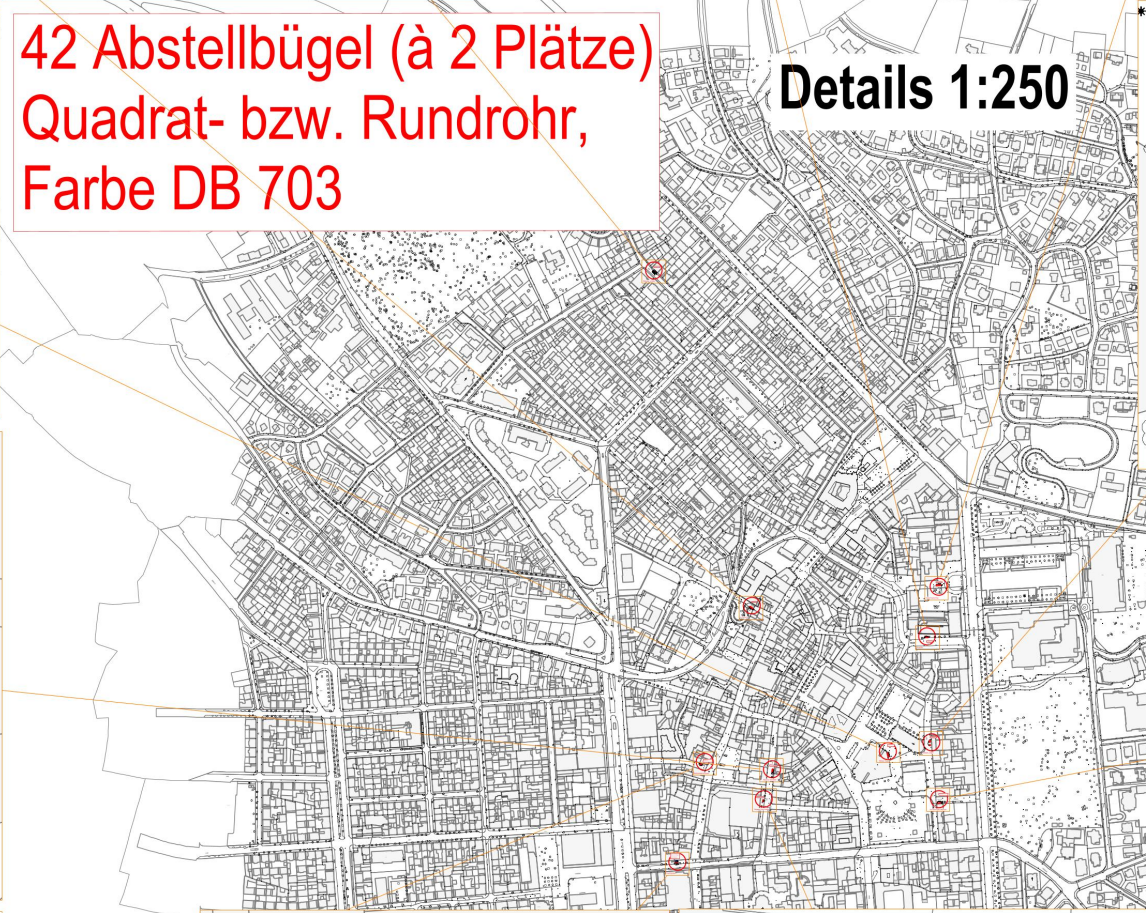 42 Abstellbügel (à 2 Plätze)
Quadrat- bzw. Rundrohr,
Farbe DB 703
Details 1:250